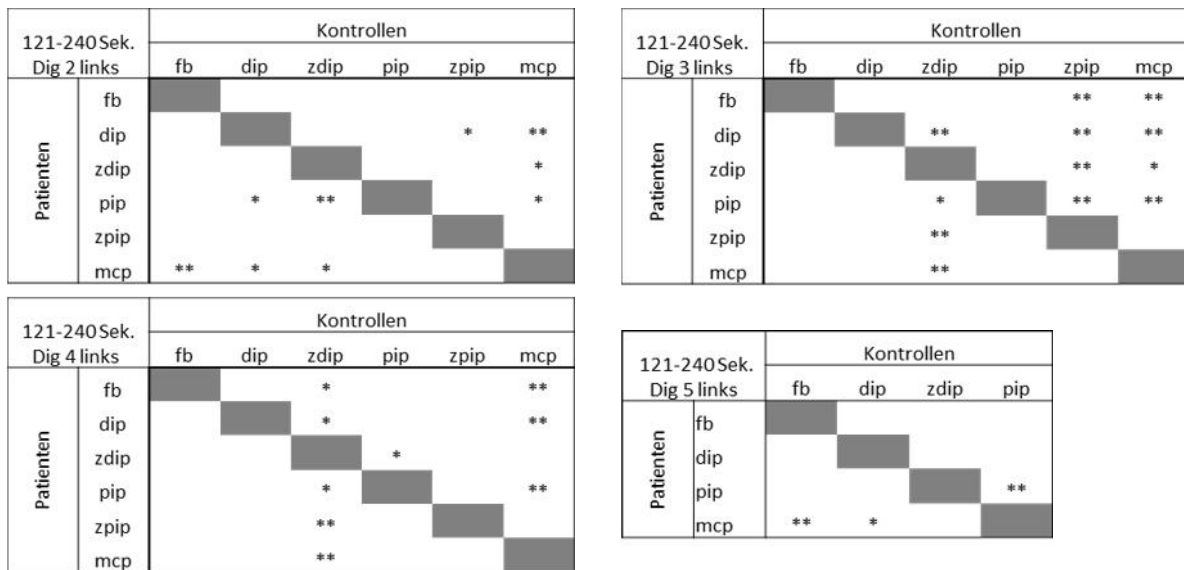 121-240 Sek.
Dig 2 links
Kontrollen
fb dip zdip pip zpip mcp
Patienten
fb
dip * **
zdip *
pip * ** *
zpip
mcp ** * *
121-240 Sek.
Dig 3 links
Kontrollen
fb dip zdip pip zpip mcp
Patienten
fb ** **
dip ** ** **
zdip ** *
pip * ** **
zpip **
mcp **
121-240 Sek.
Dig 4 links
Kontrollen
fb dip zdip pip zpip mcp
Patienten
fb * **
dip * **
zdip *
pip * **
zpip **
mcp **
121-240 Sek.
Dig 5 links
Kontrollen
fb dip zdip pip
Patienten
fb
dip
pip **
mcp ** *